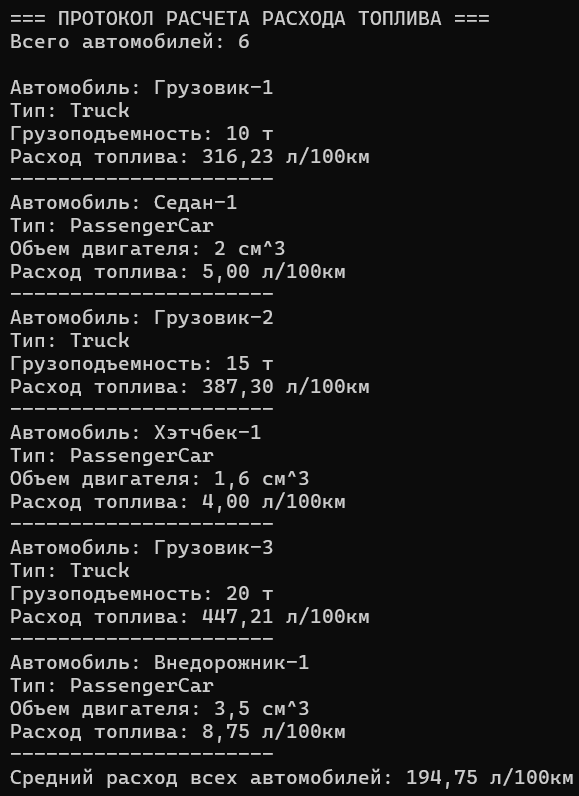 === ПРОТОКОЛ РАСЧЕТА РАСХОДА ТОПЛИВА ===
Всего автомобилей: 6

Автомобиль: Грузовик-1
Тип: Truck
Грузоподъемность: 10 т
Расход топлива: 316,23 л/100км
----------------------
Автомобиль: Седан-1
Тип: PassengerCar
Объем двигателя: 2 см^3
Расход топлива: 5,00 л/100км
----------------------
Автомобиль: Грузовик-2
Тип: Truck
Грузоподъемность: 15 т
Расход топлива: 387,30 л/100км
----------------------
Автомобиль: Хэтчбек-1
Тип: PassengerCar
Объем двигателя: 1,6 см^3
Расход топлива: 4,00 л/100км
----------------------
Автомобиль: Грузовик-3
Тип: Truck
Грузоподъемность: 20 т
Расход топлива: 447,21 л/100км
----------------------
Автомобиль: Внедорожник-1
Тип: PassengerCar
Объем двигателя: 3,5 см^3
Расход топлива: 8,75 л/100км
----------------------
Средний расход всех автомобилей: 194,75 л/100км